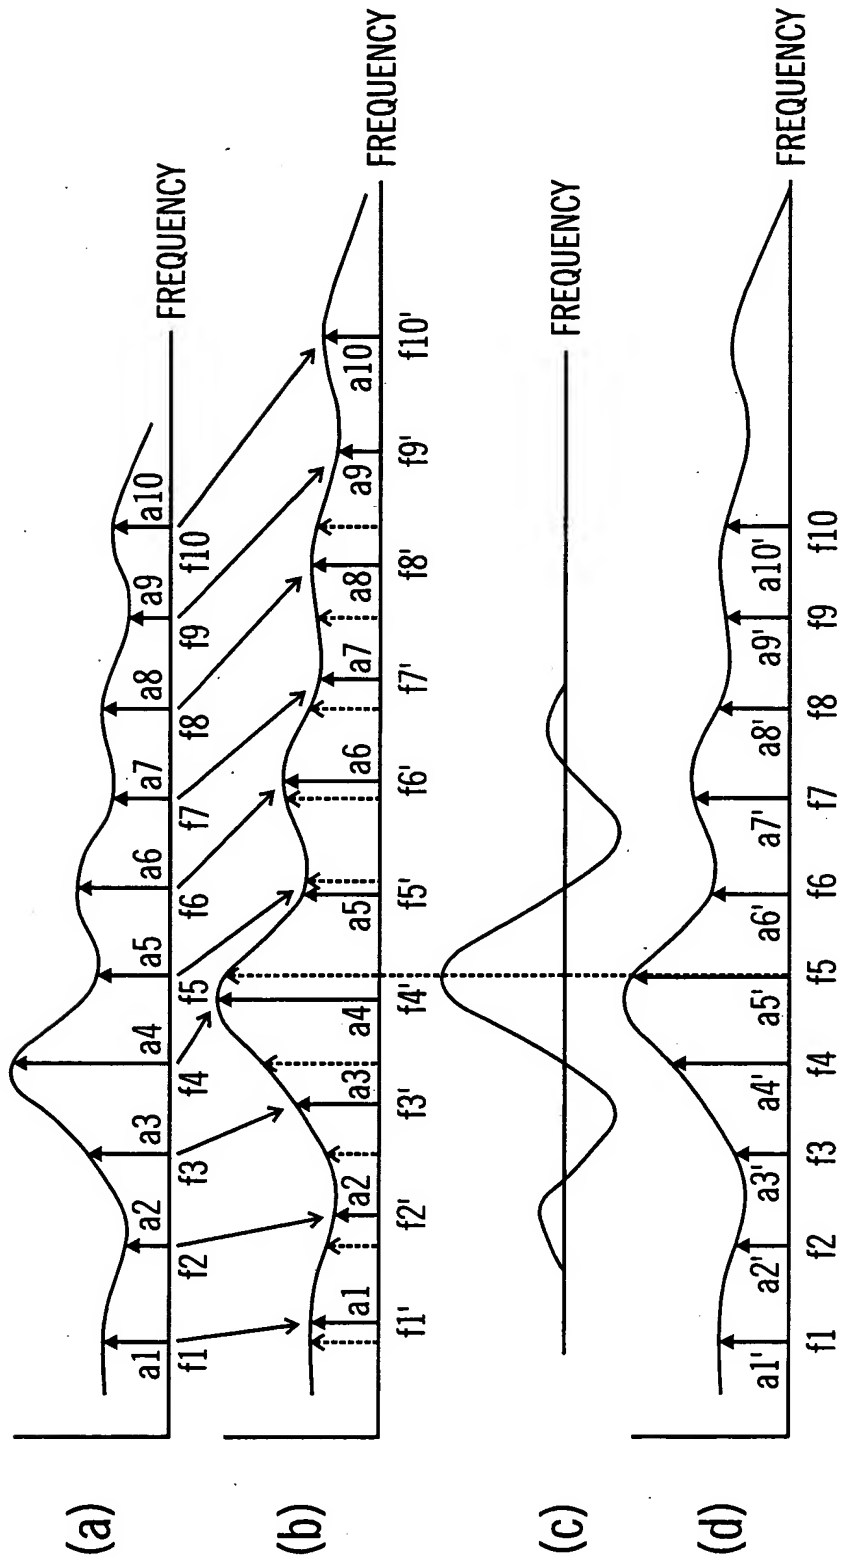 (a)
a1 a2 a3 a4 a5 a6 a7 a8 a9 a10
f1 f2 f3 f4 f5 f6 f7 f8 f9 f10
FREQUENCY
(b)
a1 a2 a3 a4 a5 a6 a7 a8 a9 a10
f1' f2' f3' f4' f5' f6' f7' f8' f9' f10'
FREQUENCY
(c)
FREQUENCY
(d)
a1' a2' a3' a4' a5' a6' a7' a8' a9' a10'
f1 f2 f3 f4 f5 f6 f7 f8 f9 f10
FREQUENCY